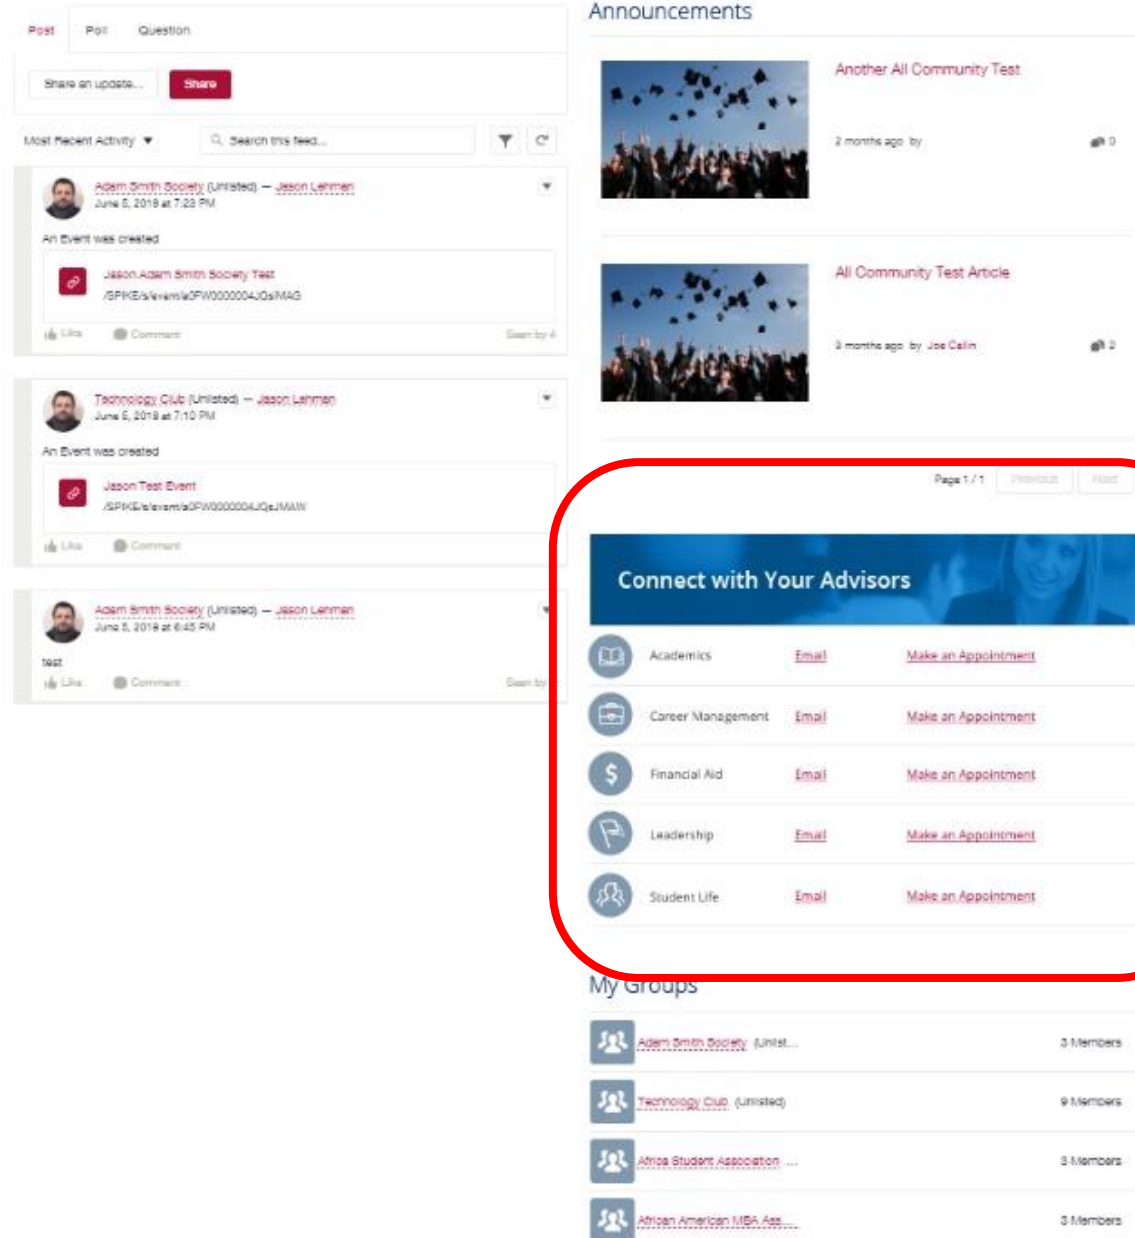 Post Poll Question
Share an update... Share
Most Recent Activity
Search this feed...
Adam Smith Society (Unlisted) — Jason Lehman
June 5, 2019 at 7:23 PM
An Event was created
Jason Adam Smith Society Test
Like Comment
Seen by 4
Technology Club (Unlisted) — Jason Lehman
June 5, 2019 at 7:10 PM
An Event was created
Jason Test Event
Like Comment
Adam Smith Society (Unlisted) — Jason Lehman
June 5, 2019 at 6:45 PM
test
Like Comment
Seen by
Announcements
Another All Community Test
2 months ago by
0
All Community Test Article
3 months ago by Joe Calin
2
Page 1 / 1 Previous Next
Connect with Your Advisors
Academics Email Make an Appointment
Career Management Email Make an Appointment
Financial Aid Email Make an Appointment
Leadership Email Make an Appointment
Student Life Email Make an Appointment
My Groups
Adam Smith Society (Unlist... 3 Members
Technology Club (Unlisted) 9 Members
Africa Student Association ... 3 Members
African American MBA Ass... 3 Members